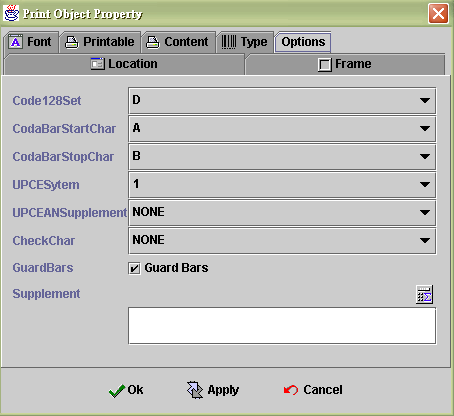 Print Object Property
Font Printable Content Type Options
Location Frame
Code128Set D
CodaBarStartChar A
CodaBarStopChar B
UPCESytem 1
UPCEANSupplement NONE
CheckChar NONE
GuardBars Guard Bars
Supplement
Ok Apply Cancel